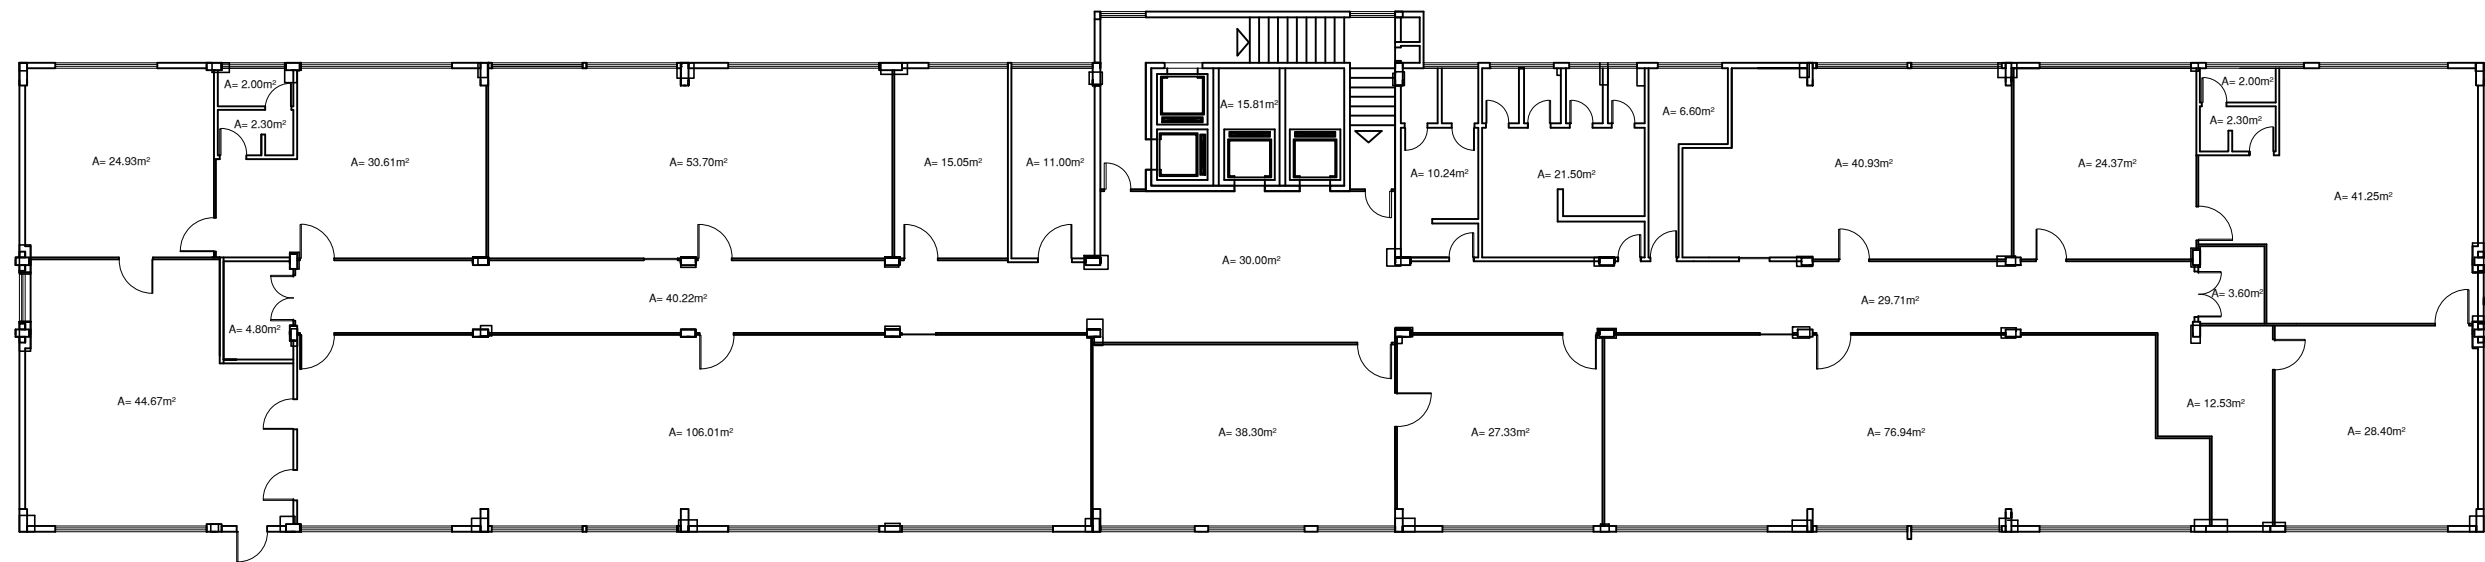 A= 2.00m²
A= 2.30m²
A= 24.93m²
A= 30.61m²
A= 53.70m²
A= 15.05m²
A= 11.00m²
A= 15.81m²
A= 10.24m²
A= 21.50m²
A= 6.60m²
A= 40.93m²
A= 24.37m²
A= 2.00m²
A= 2.30m²
A= 41.25m²
A= 4.80m²
A= 40.22m²
A= 30.00m²
A= 29.71m²
A= 3.60m²
A= 44.67m²
A= 106.01m²
A= 38.30m²
A= 27.33m²
A= 76.94m²
A= 12.53m²
A= 28.40m²